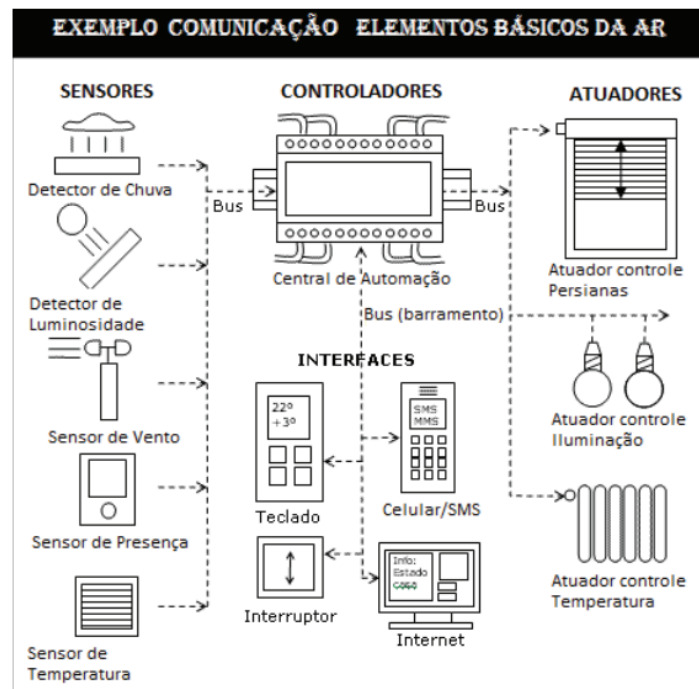 EXEMPLO COMUNICAÇÃO ELEMENTOS BÁSICOS DA AR
SENSORES
Detector de Chuva
Detector de
Luminosidade
Sensor de Vento
Sensor de Presença
Sensor de
Temperatura
CONTROLADORES
Bus
Bus
Central de Automação
Bus (barramento)
INTERFACES
22º
+3º
Teclado
SMS
MMS
Celular/SMS
Interruptor
Info:
Estado
Casa
Internet
ATUADORES
Atuador controle
Persianas
Atuador controle
Iluminação
Atuador controle
Temperatura